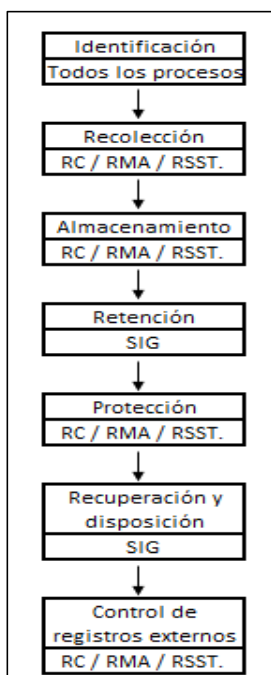 Identificación
Todos los procesos
Recolección
RC / RMA / RSST.
Almacenamiento
RC / RMA / RSST.
Retención
SIG
Protección
RC / RMA / RSST.
Recuperación y
disposición
SIG
Control de
registros externos
RC / RMA / RSST.